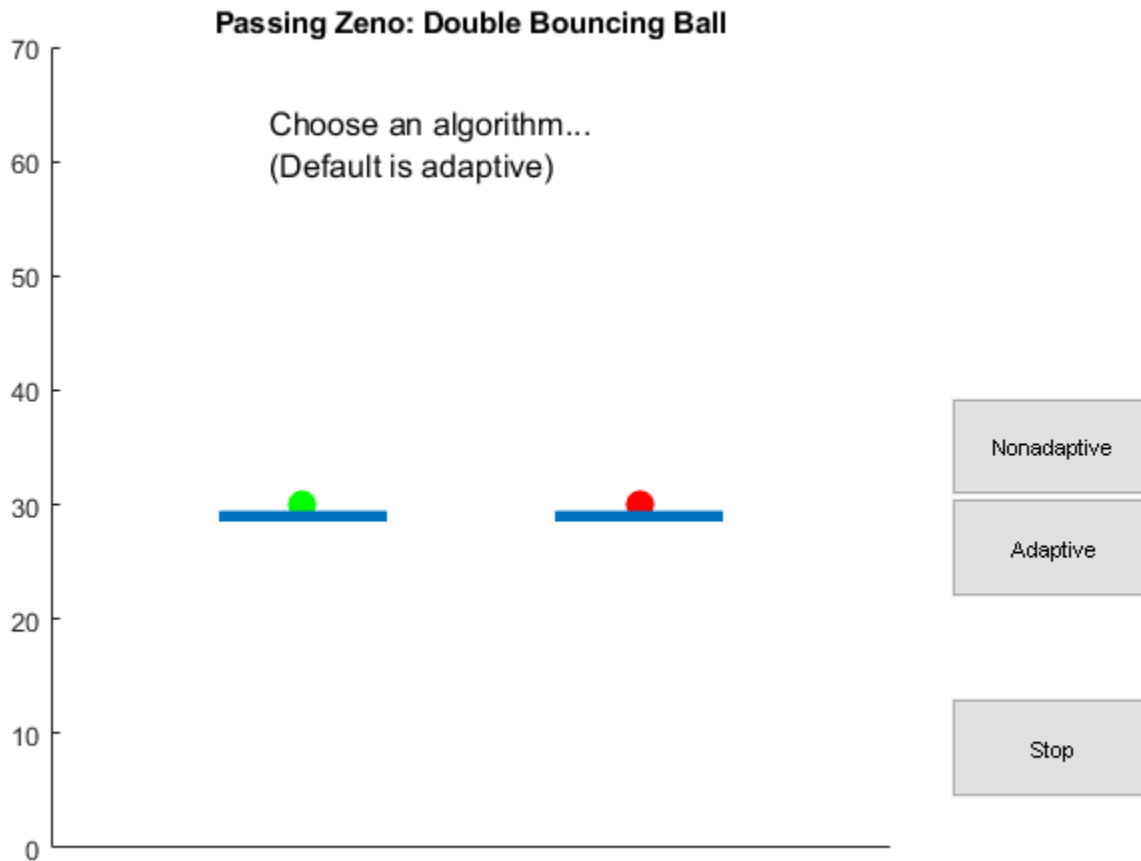 Passing Zeno: Double Bouncing Ball
70
Choose an algorithm...
60
(Default is adaptive)
50
40
Nonadaptive
30
Adaptive
20
10
Stop
0